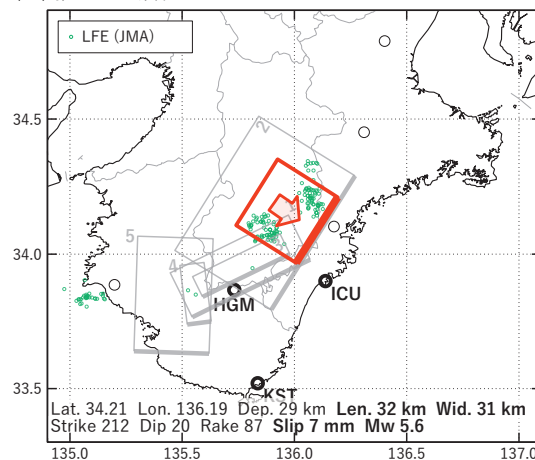 LFE (JMA)
34.5
2
5
34.0
4
HGM
ICU
33.5
KST
Lat. 34.21 Lon. 136.19 Dep. 29 km Len. 32 km Wid. 31 km
Strike 212 Dip 20 Rake 87 Slip 7 mm Mw 5.6
135.0 135.5 136.0 136.5 137.0